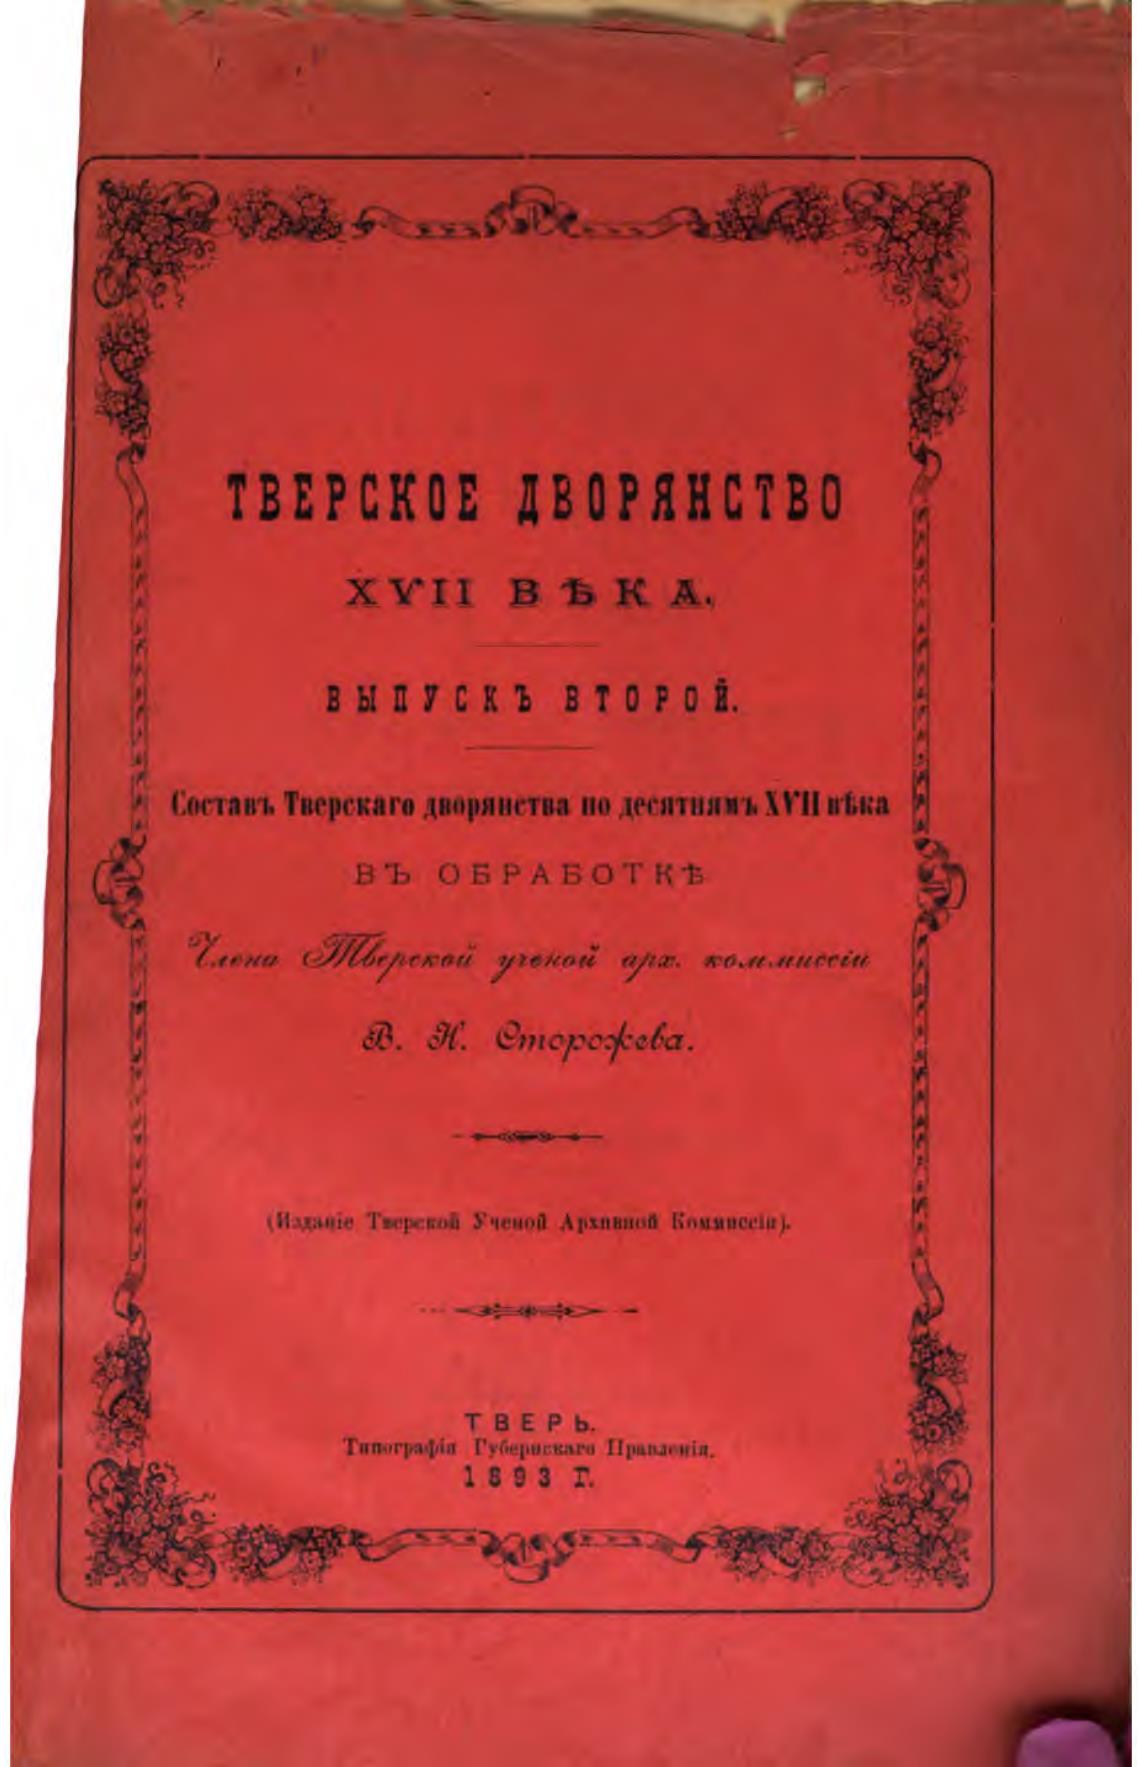 ТВЕРСКОЕ ДВОРЯНСТВО
XVII ВѢКА.
ВЫПУСКЪ ВТОРОЙ.
Составъ Тверскаго дворянства по десятнямъ XVII вѣка
ВЪ ОБРАБОТКѢ
Члена Тверской ученой арх. коммиссіи
В. Н. Сторожева.
(Изданіе Тверской Ученой Архивной Коммиссіи).
ТВЕРЬ.
Типографія Губернскаго Правленія.
1893 Г.